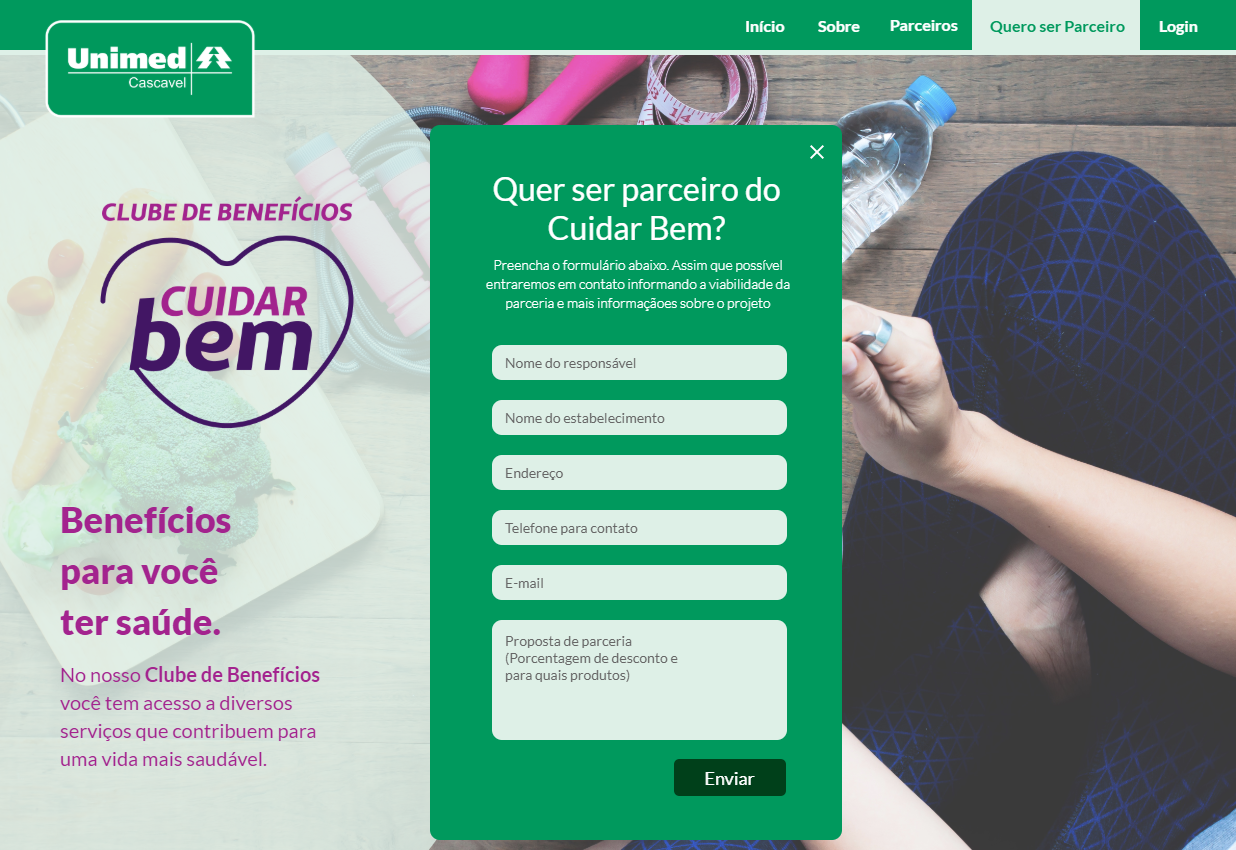 Início Sobre Parceiros Quero ser Parceiro Login
Unimed
Cascavel
CLUBE DE BENEFÍCIOS
CUIDAR
bem
Benefícios
para você
ter saúde.
No nosso Clube de Benefícios
você tem acesso a diversos
serviços que contribuem para
uma vida mais saudável.
Quer ser parceiro do
Cuidar Bem?
Preencha o formulário abaixo. Assim que possível
entraremos em contato informando a viabilidade da
parceria e mais informaçãoes sobre o projeto
Nome do responsável
Nome do estabelecimento
Endereço
Telefone para contato
E-mail
Proposta de parceria
(Porcentagem de desconto e
para quais produtos)
Enviar